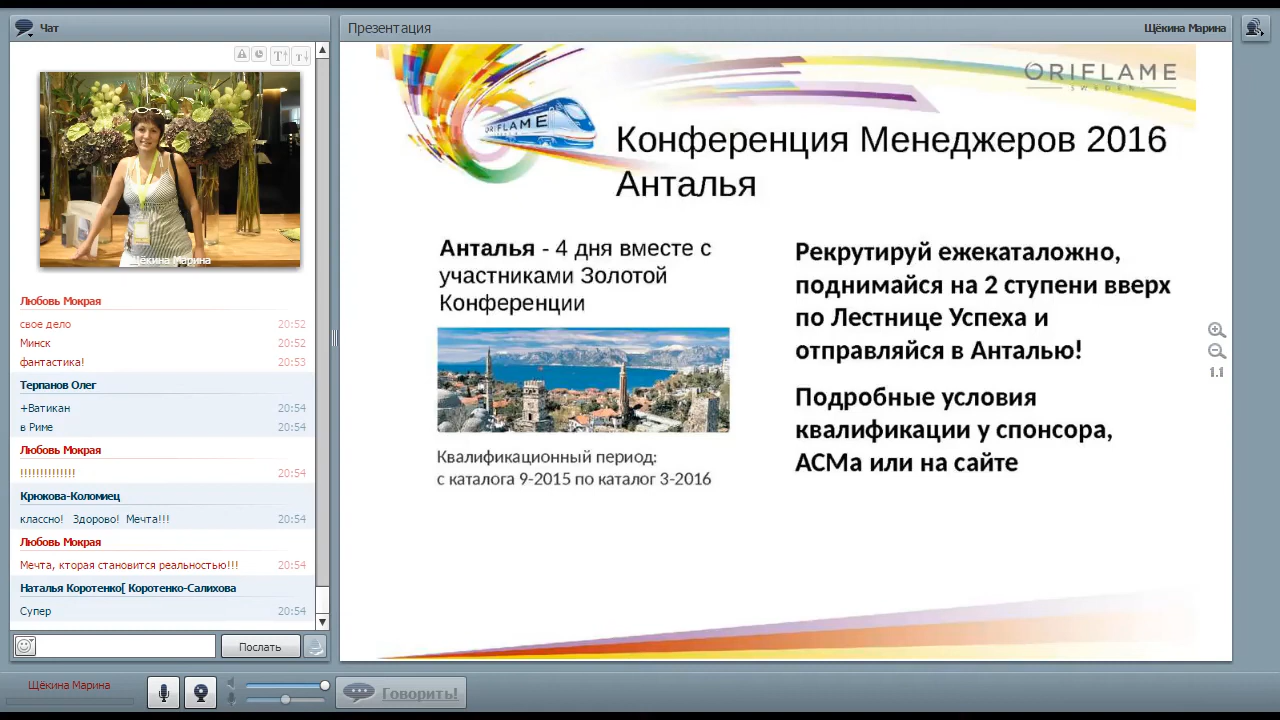 Чат
Щёкина Марина
Любовь Мокрая
свое дело 20:52
Минск 20:52
фантастика! 20:53
Терпанов Олег
+Ватикан 20:54
в Риме 20:54
Любовь Мокрая
!!!!!!!!!!!!! 20:54
Крюкова-Коломиец
классно! Здорово! Мечта!!! 20:54
Любовь Мокрая
Мечта, кторая становится реальностью!!! 20:54
Наталья Коротенко[ Коротенко-Салихова
Супер 20:54
Послать
Щёкина Марина
Говорить!
Презентация
Щёкина Марина
ORIFLAME
SWEDEN
ORIFLAME
Конференция Менеджеров 2016
Анталья
Анталья - 4 дня вместе с
участниками Золотой
Конференции
Квалификационный период:
с каталога 9-2015 по каталог 3-2016
Рекрутируй ежекаталожно,
поднимайся на 2 ступени вверх
по Лестнице Успеха и
отправляйся в Анталью!
Подробные условия
квалификации у спонсора,
АСМа или на сайте
1.1